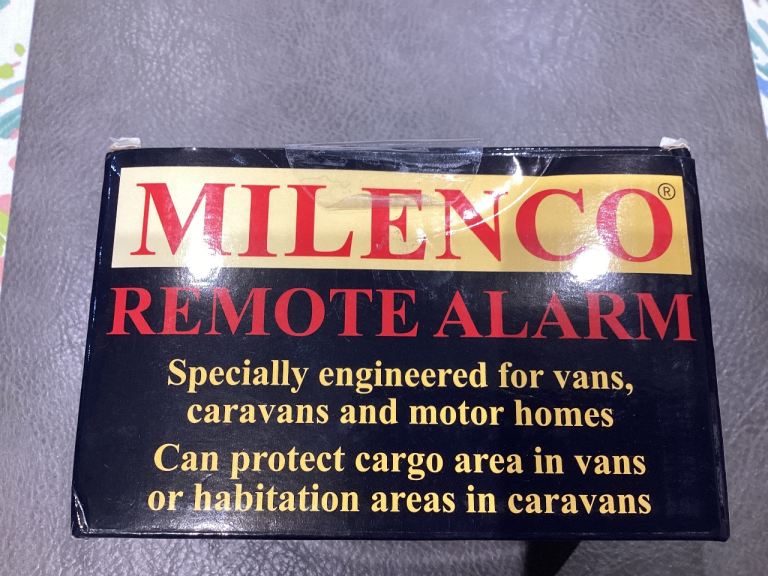 MILENCO®
REMOTE ALARM
Specially engineered for vans,
caravans and motor homes
Can protect cargo area in vans
or habitation areas in caravans